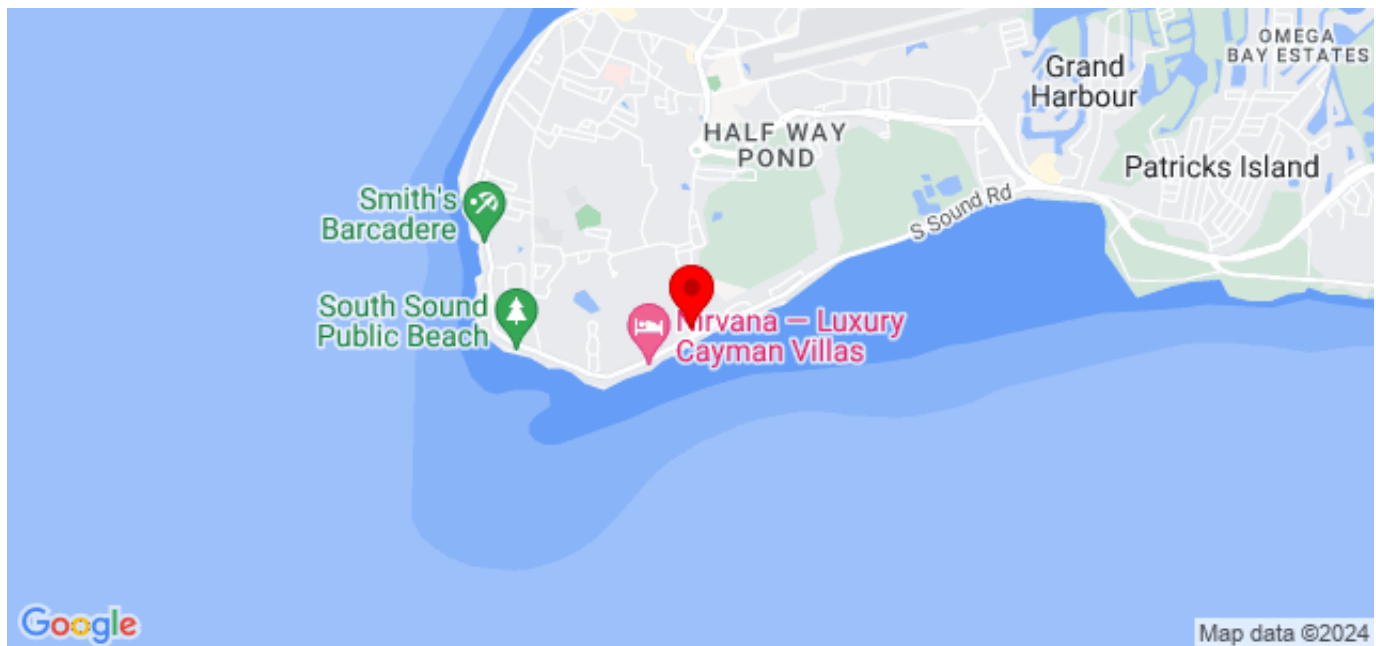 OMEGA
BAY ESTATES
Grand
Harbour
HALF WAY
POND
Patricks Island
Smith's
Barcadere
S Sound Rd
South Sound
Public Beach
Nirvana — Luxury
Cayman Villas
Google
Map data ©2024